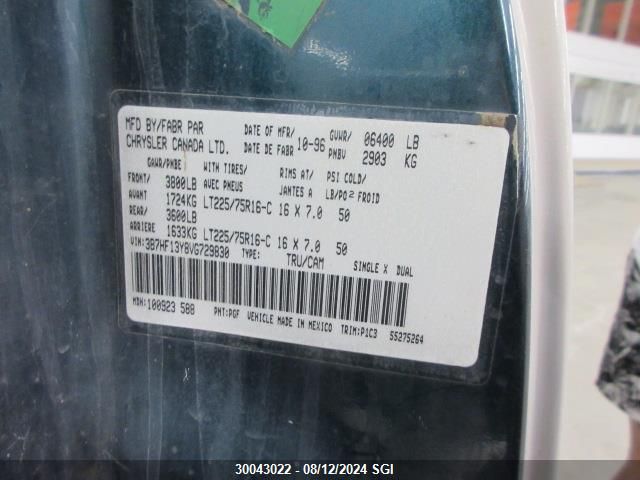 MFD BY/FABR PAR DATE OF MFR/ GVWR/ 06400 LB
CHRYSLER CANADA LTD. DATE DE FABR 10-96 PNBV 2903 KG
GAWR/PNBE WITH TIRES/ RIMS AT/ PSI COLD/
FRONT/ 3800LB AVEC PNEUS JANTES A LB/PO² FROID
AVANT 1724KG LT225/75R16-C 16 X 7.0 50
REAR/ 3600LB
ARRIERE 1633KG LT225/75R16-C 16 X 7.0 50
VIN: 3B7HF13Y8VG729830 TYPE: TRU/CAM SINGLE X DUAL
MDH: 100923 588 PNT: PGF VEHICLE MADE IN MEXICO TRIM: P1C3 55275264
30043022 - 08/12/2024 SGI